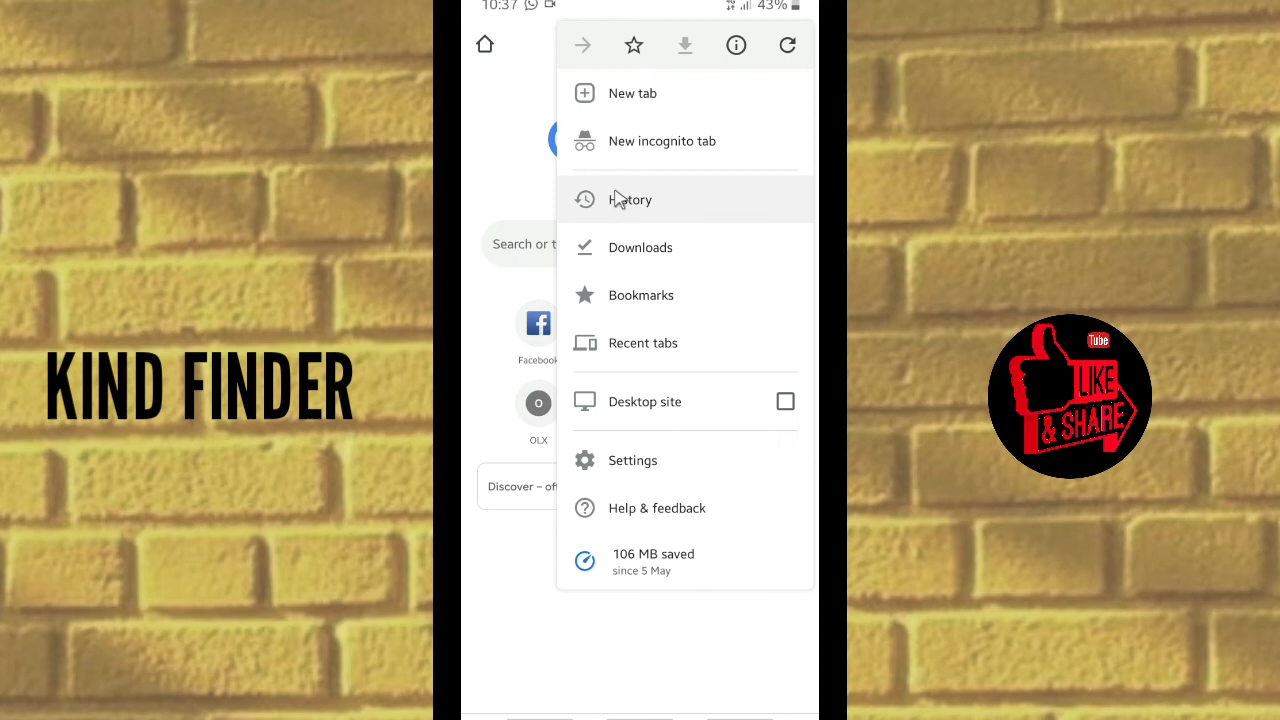 10:37
43%
New tab
New incognito tab
History
Search or t
Downloads
Bookmarks
Recent tabs
Facebook
Desktop site
O
OLX
Settings
Discover – off
Help & feedback
106 MB saved
since 5 May
KIND FINDER
Tube
LIKE
& SHARE